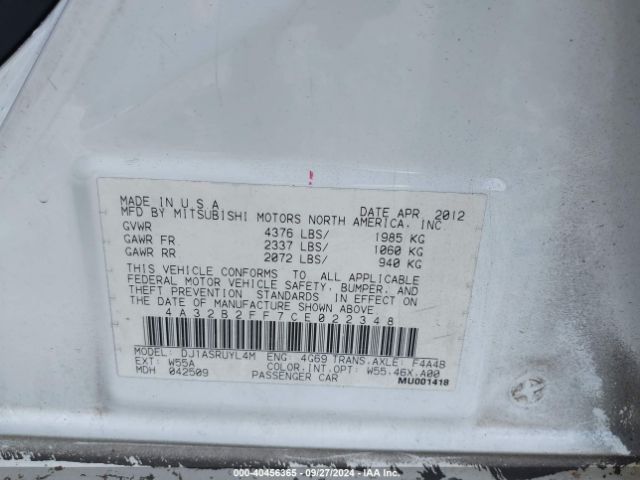 MADE IN U.S.A. DATE APR, 2012
MFD BY MITSUBISHI MOTORS NORTH AMERICA, INC.
GVWR 4376 LBS/ 1985 KG
GAWR FR 2337 LBS/ 1060 KG
GAWR RR 2072 LBS/ 940 KG
THIS VEHICLE CONFORMS TO ALL APPLICABLE
FEDERAL MOTOR VEHICLE SAFETY, BUMPER, AND
THEFT PREVENTION STANDARDS IN EFFECT ON
THE DATE OF MANUFACTURE SHOWN ABOVE.
4A32B2FF7CE022348
MODEL: DJ1ASRUYL4M ENG: 4G69 TRANS.AXLE: F4A4B
EXT: W55A COLOR.INT.OPT: W55.46X.A00
MDH 042509 PASSENGER CAR MU001418
00-40456365 - 09/27/2024 - IAA Inc.